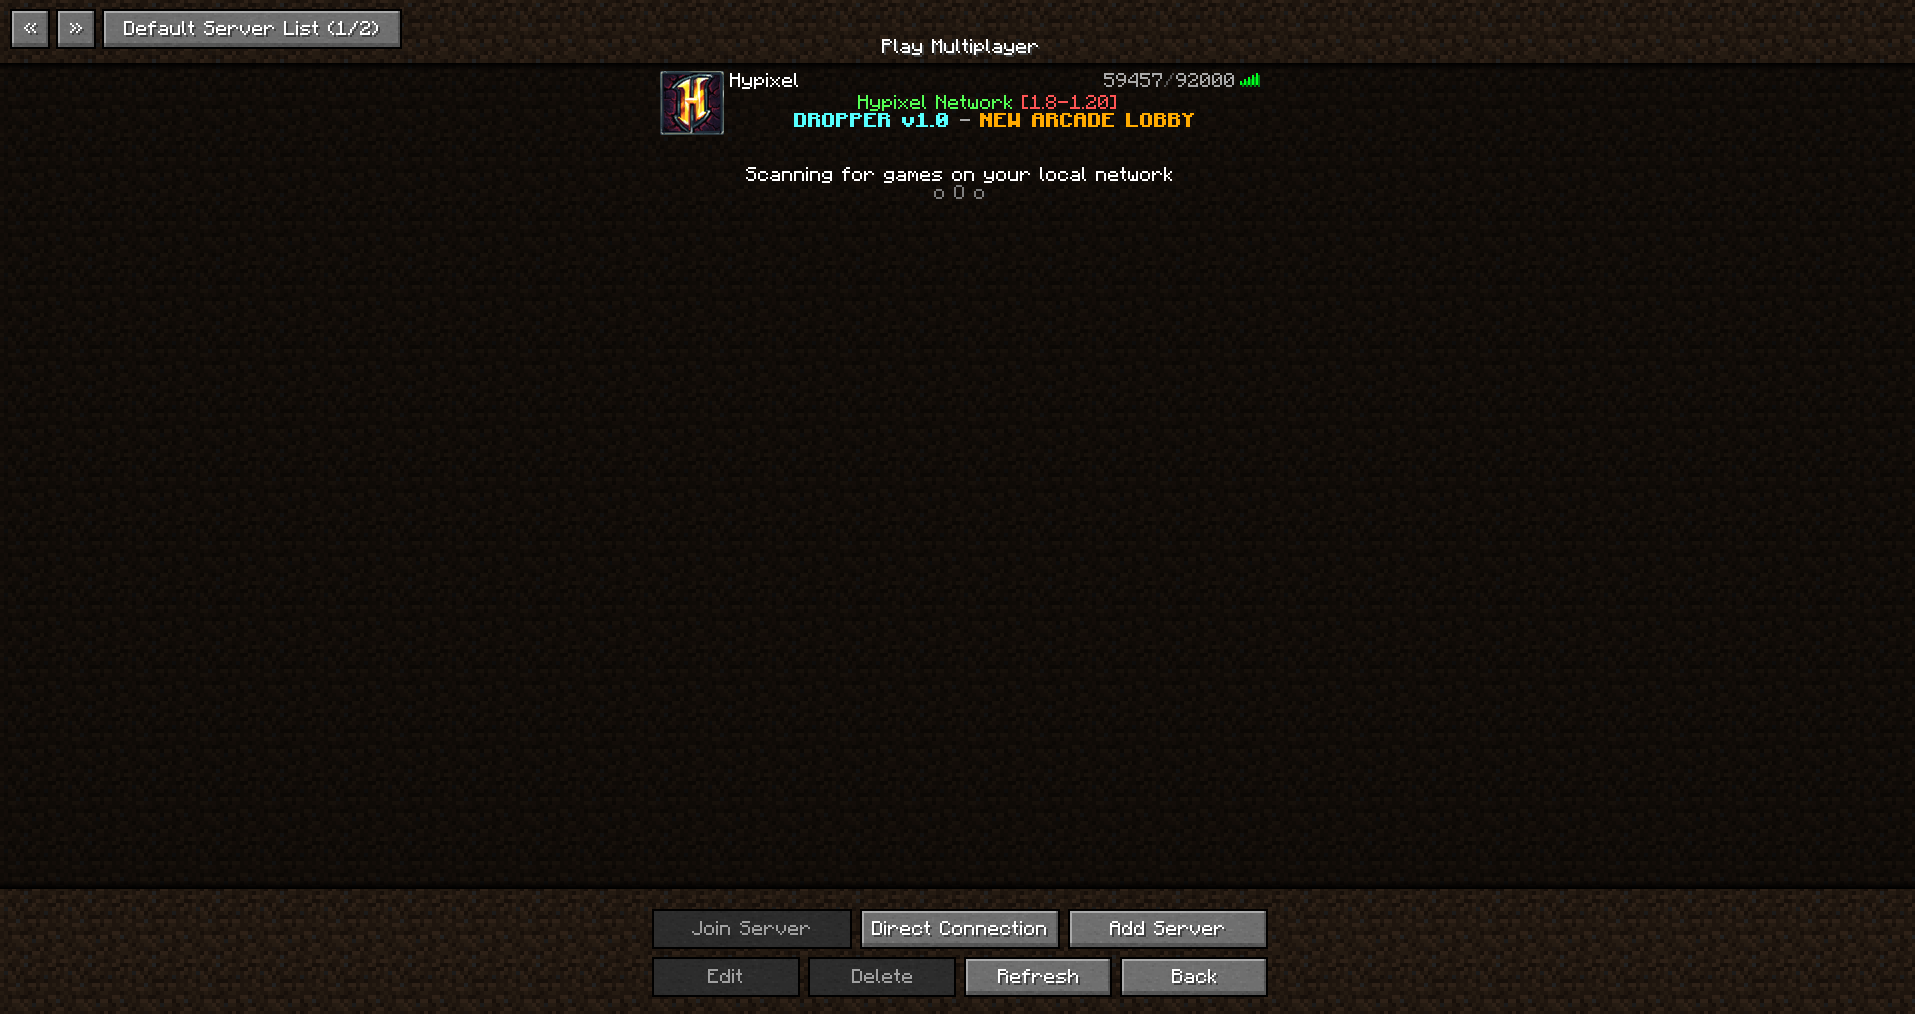 « » Default Server List (1/2)
Play Multiplayer
Hypixel 59457/92000
Hypixel Network [1.8-1.20]
DROPPER v1.0 - NEW ARCADE LOBBY
Scanning for games on your local network
o O o
Join Server Direct Connection Add Server
Edit Delete Refresh Back